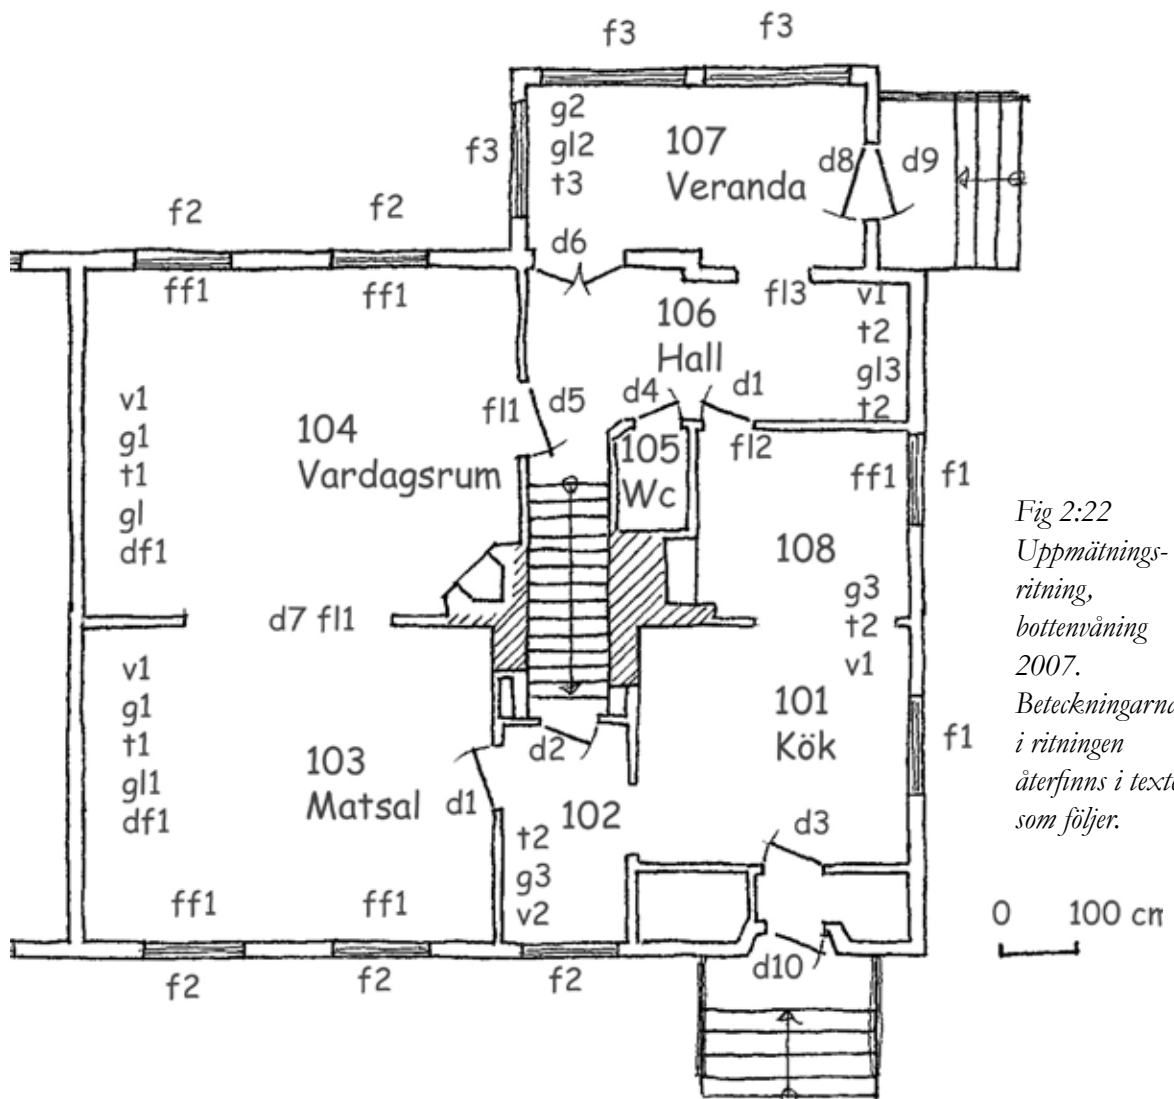 f3
f3
g2
gl2
t3
f3
107
Veranda
d8
d9
f2
f2
d6
ff1
ff1
fl3
v1
t2
gl3
t2
106
Hall
d4
d1
d5
fl1
fl2
v1
g1
t1
gl
df1
104
Vardagsrum
105
Wc
ff1
f1
108
g3
t2
v1
d7 fl1
v1
g1
t1
gl1
df1
103
Matsal
d1
d2
101
Kök
f1
102
t2
g3
v2
d3
ff1
ff1
f2
f2
f2
d10
Fig 2:22
Uppmätnings-
ritning,
bottenvåning
2007.
Beteckningarna
i ritningen
återfinns i texte
som följer.
0 100 cm